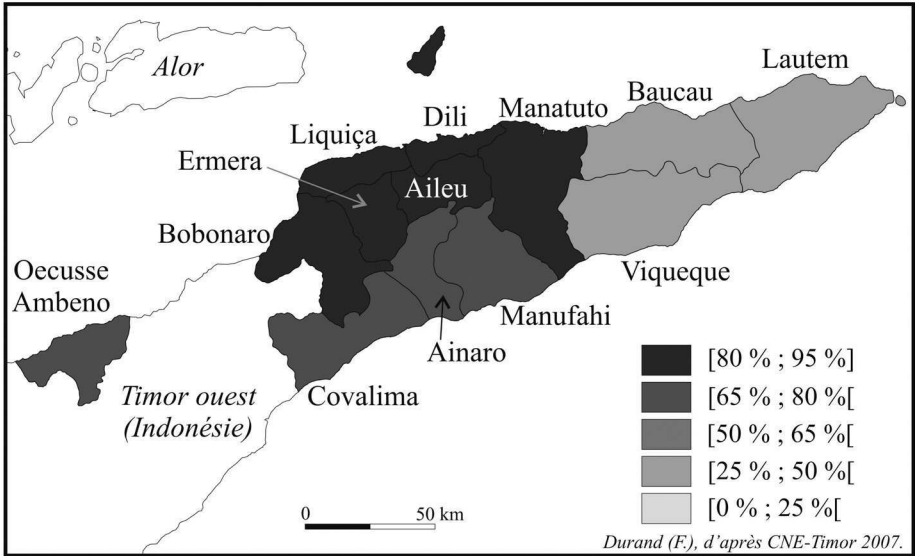 Alor
Lautem
Baucau
Manatuto
Dili
Liquiça
Ermera
Aileu
Bobonaro
Oecusse
Ambeno
Viqueque
Manufahi
Ainaro
Covalima
Timor ouest
(Indonésie)
[80 % ; 95 %]
[65 % ; 80 %[
[50 % ; 65 %[
[25 % ; 50 %[
[0 % ; 25 %[
0 50 km
Durand (F.), d'après CNE-Timor 2007.